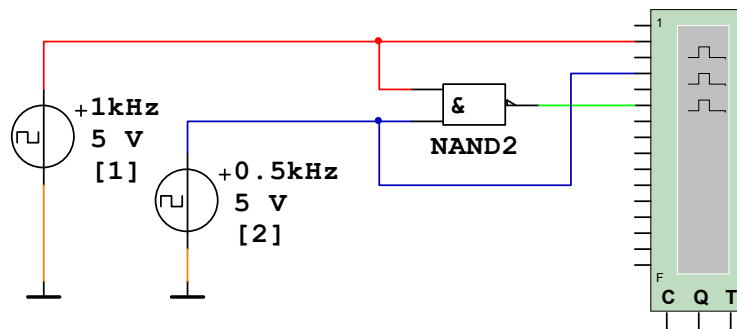 1
+1kHz
5 V
[1]
&
NAND2
+0.5kHz
5 V
[2]
F
C Q T